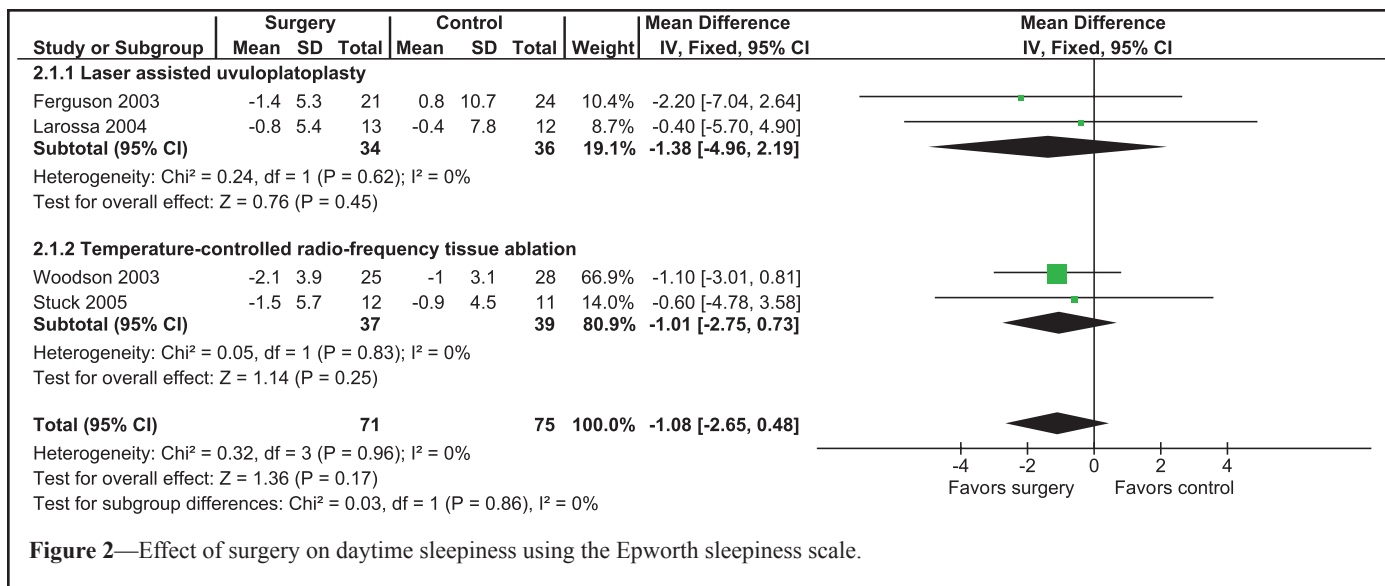 Surgery Control Mean Difference Mean Difference
Study or Subgroup Mean SD Total Mean SD Total Weight IV, Fixed, 95% CI IV, Fixed, 95% CI
2.1.1 Laser assisted uvuloplatoplasty
Ferguson 2003 -1.4 5.3 21 0.8 10.7 24 10.4% -2.20 [-7.04, 2.64]
Larossa 2004 -0.8 5.4 13 -0.4 7.8 12 8.7% -0.40 [-5.70, 4.90]
Subtotal (95% CI) 34 36 19.1% -1.38 [-4.96, 2.19]
Heterogeneity: Chi² = 0.24, df = 1 (P = 0.62); I² = 0%
Test for overall effect: Z = 0.76 (P = 0.45)
2.1.2 Temperature-controlled radio-frequency tissue ablation
Woodson 2003 -2.1 3.9 25 -1 3.1 28 66.9% -1.10 [-3.01, 0.81]
Stuck 2005 -1.5 5.7 12 -0.9 4.5 11 14.0% -0.60 [-4.78, 3.58]
Subtotal (95% CI) 37 39 80.9% -1.01 [-2.75, 0.73]
Heterogeneity: Chi² = 0.05, df = 1 (P = 0.83); I² = 0%
Test for overall effect: Z = 1.14 (P = 0.25)
Total (95% CI) 71 75 100.0% -1.08 [-2.65, 0.48]
Heterogeneity: Chi² = 0.32, df = 3 (P = 0.96); I² = 0%
Test for overall effect: Z = 1.36 (P = 0.17)
Test for subgroup differences: Chi² = 0.03, df = 1 (P = 0.86), I² = 0%
-4 -2 0 2 4
Favors surgery Favors control
Figure 2—Effect of surgery on daytime sleepiness using the Epworth sleepiness scale.